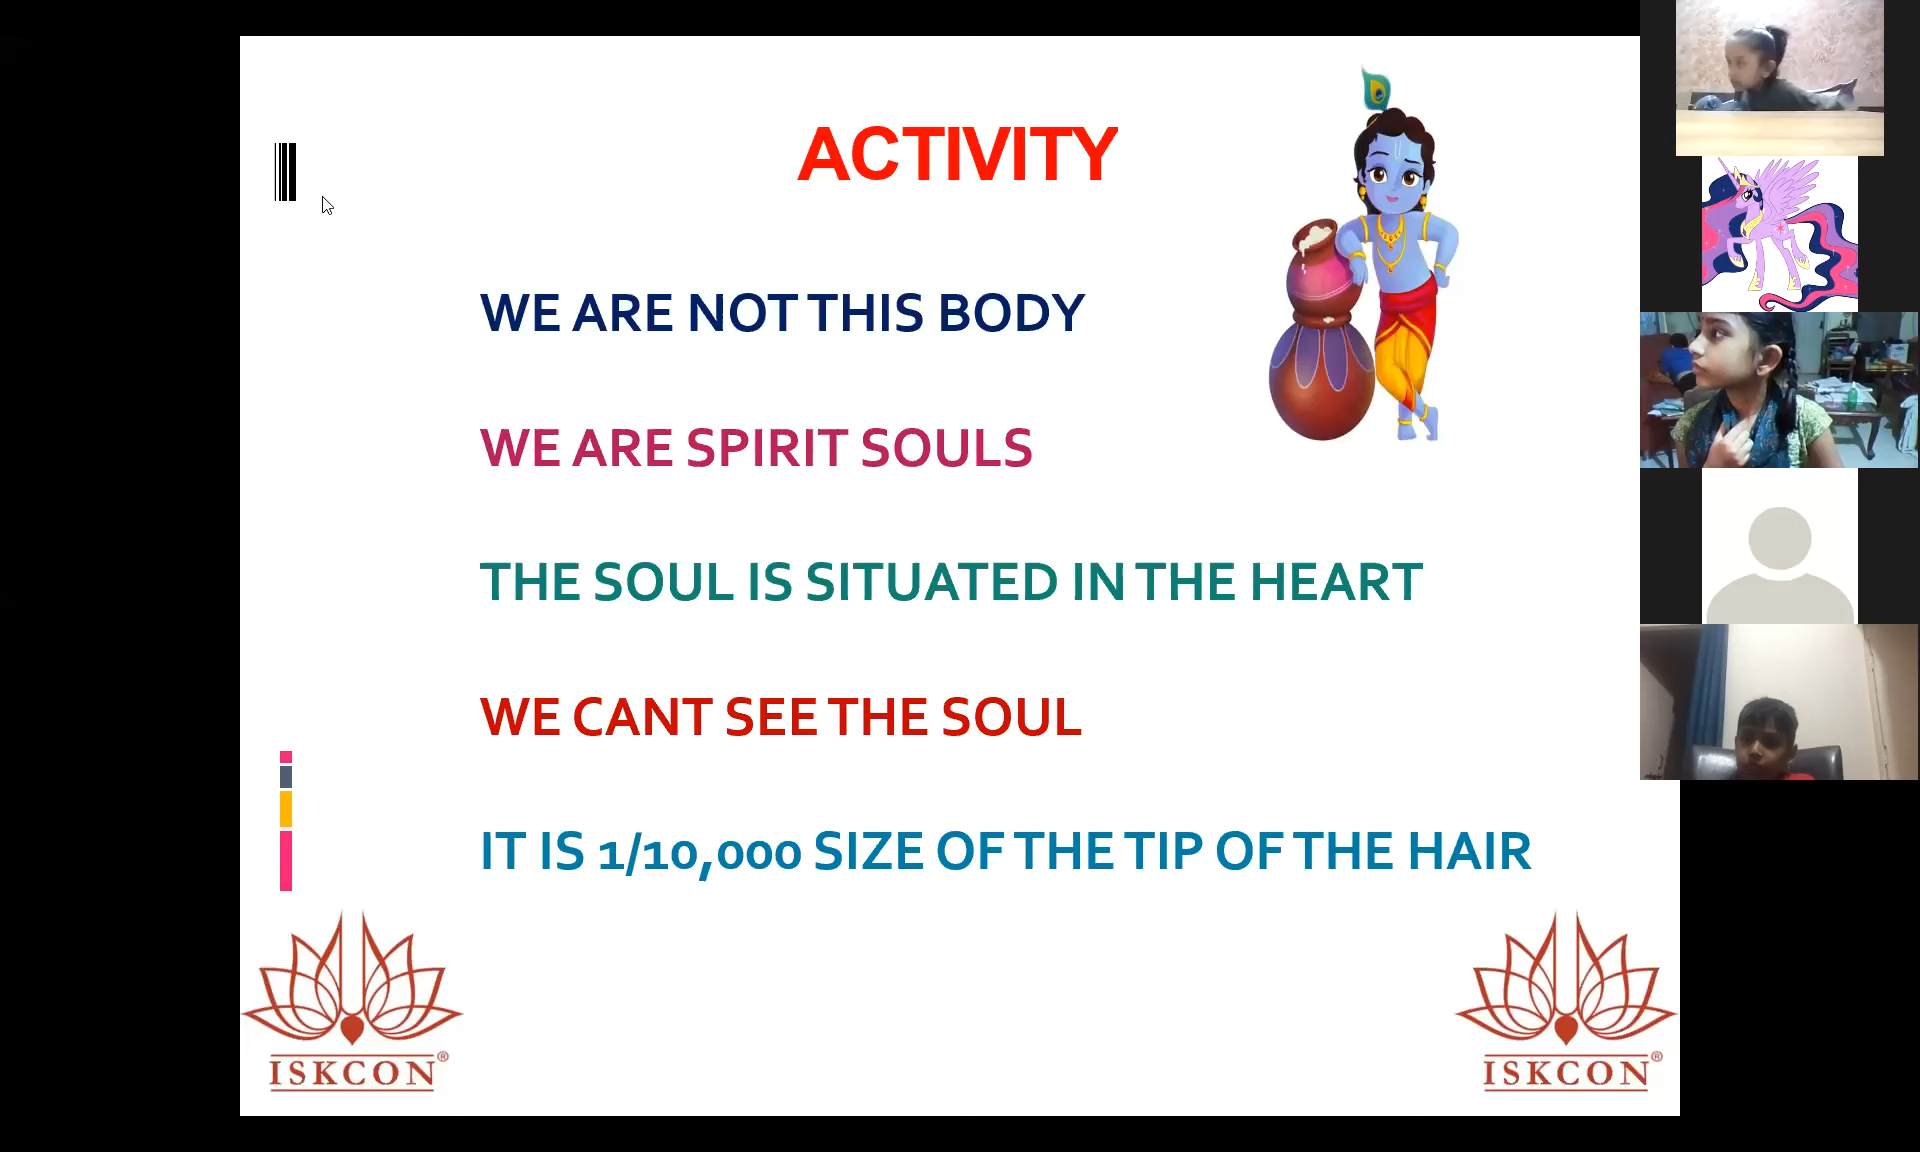 ACTIVITY
WE ARE NOT THIS BODY
WE ARE SPIRIT SOULS
THE SOUL IS SITUATED IN THE HEART
WE CANT SEE THE SOUL
IT IS 1/10,000 SIZE OF THE TIP OF THE HAIR
ISKCON®
ISKCON®